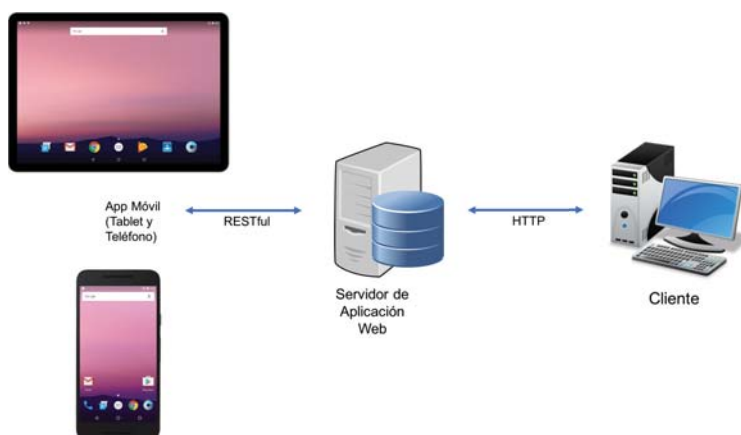 App Móvil
(Tablet y
Teléfono)
RESTful
HTTP
Servidor de
Aplicación
Web
Cliente